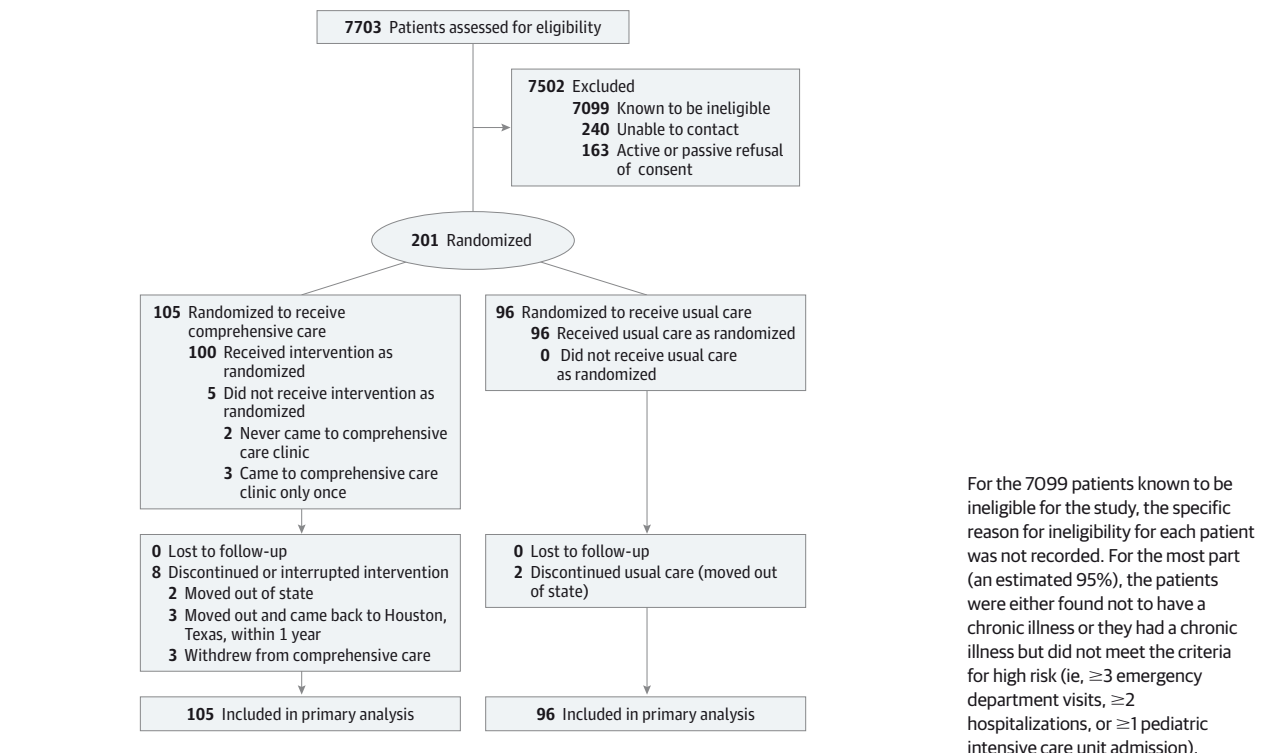 7703 Patients assessed for eligibility
7502 Excluded
7099 Known to be ineligible
240 Unable to contact
163 Active or passive refusal
of consent
201 Randomized
105 Randomized to receive
comprehensive care
100 Received intervention as
randomized
5 Did not receive intervention as
randomized
2 Never came to comprehensive
care clinic
3 Came to comprehensive care
clinic only once
96 Randomized to receive usual care
96 Received usual care as randomized
0 Did not receive usual care
as randomized
0 Lost to follow-up
8 Discontinued or interrupted intervention
2 Moved out of state
3 Moved out and came back to Houston,
Texas, within 1 year
3 Withdrew from comprehensive care
0 Lost to follow-up
2 Discontinued usual care (moved out
of state)
105 Included in primary analysis
96 Included in primary analysis
For the 7099 patients known to be
ineligible for the study, the specific
reason for ineligibility for each patient
was not recorded. For the most part
(an estimated 95%), the patients
were either found not to have a
chronic illness or they had a chronic
illness but did not meet the criteria
for high risk (ie, ≥3 emergency
department visits, ≥2
hospitalizations, or ≥1 pediatric
intensive care unit admission).